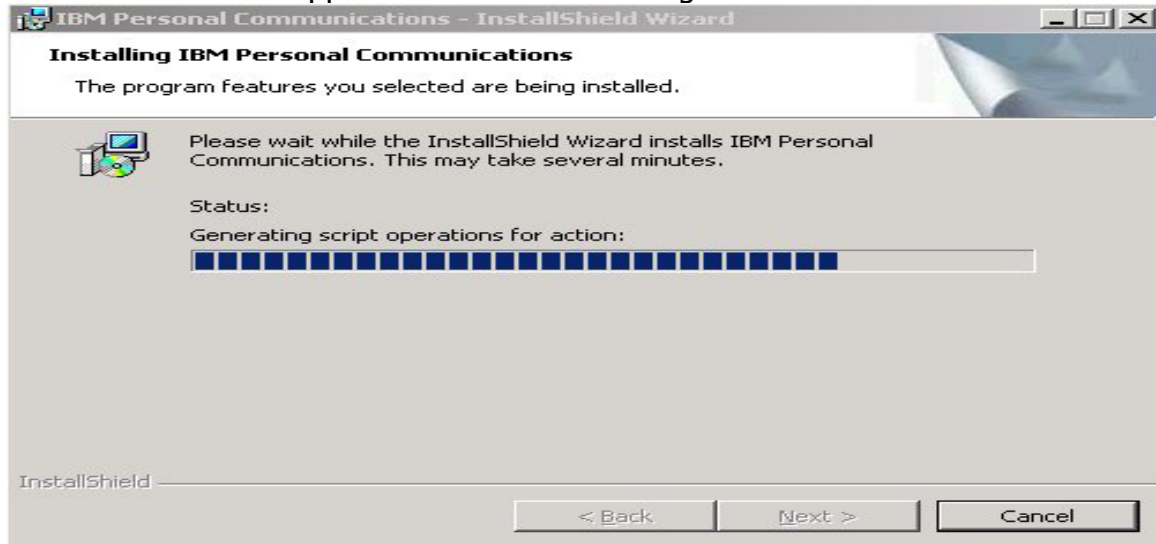 IBM Personal Communications - InstallShield Wizard
Installing IBM Personal Communications
The program features you selected are being installed.
Please wait while the InstallShield Wizard installs IBM Personal
Communications. This may take several minutes.
Status:
Generating script operations for action:
InstallShield
< Back Next > Cancel